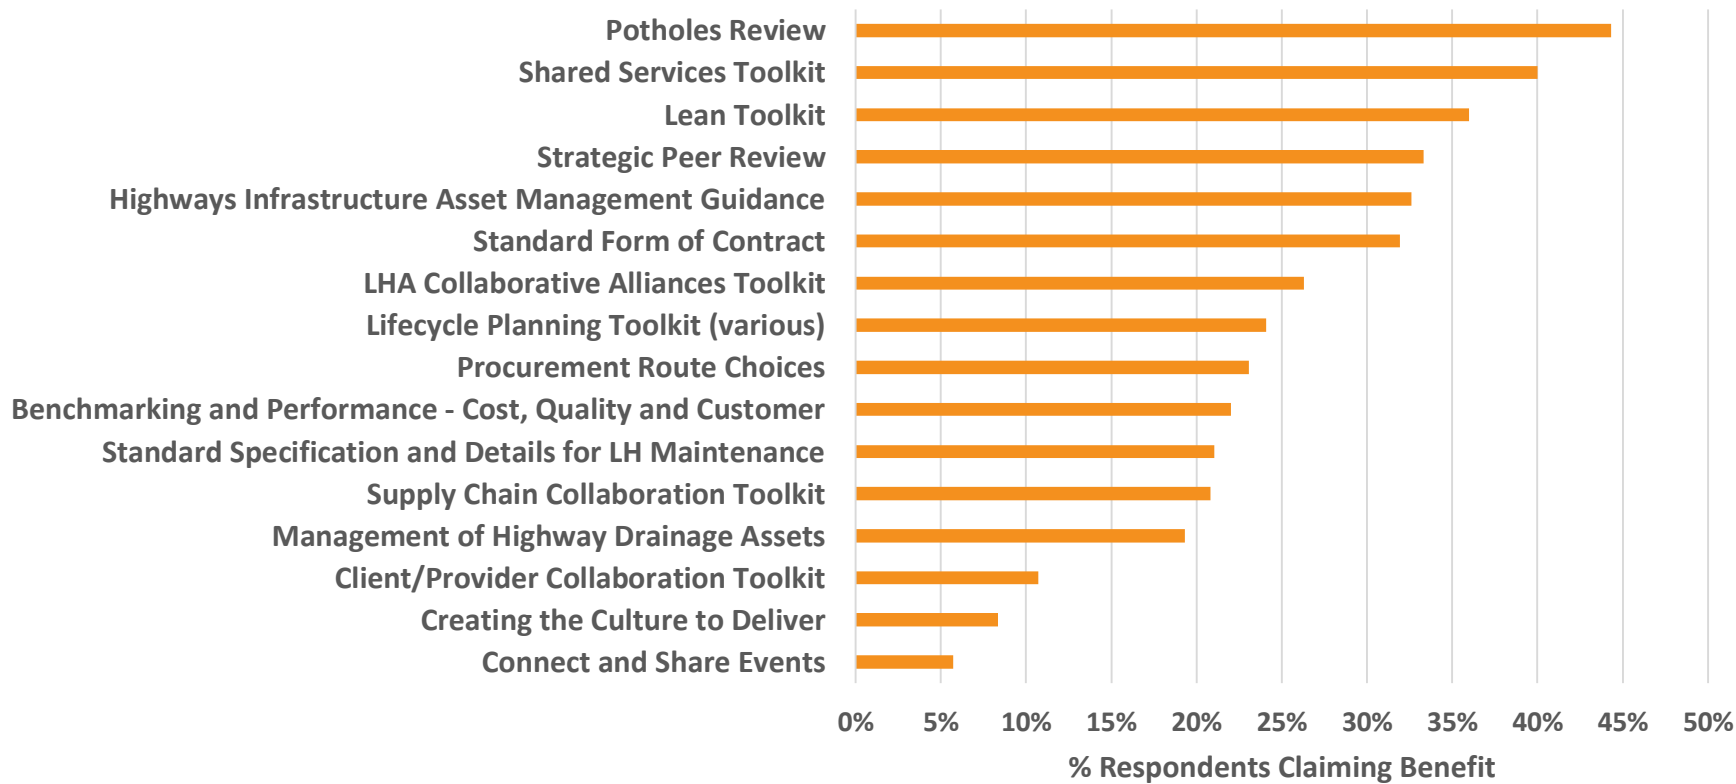 Potholes Review
Shared Services Toolkit
Lean Toolkit
Strategic Peer Review
Highways Infrastructure Asset Management Guidance
Standard Form of Contract
LHA Collaborative Alliances Toolkit
Lifecycle Planning Toolkit (various)
Procurement Route Choices
Benchmarking and Performance - Cost, Quality and Customer
Standard Specification and Details for LH Maintenance
Supply Chain Collaboration Toolkit
Management of Highway Drainage Assets
Client/Provider Collaboration Toolkit
Creating the Culture to Deliver
Connect and Share Events
0% 5% 10% 15% 20% 25% 30% 35% 40% 45% 50%
% Respondents Claiming Benefit